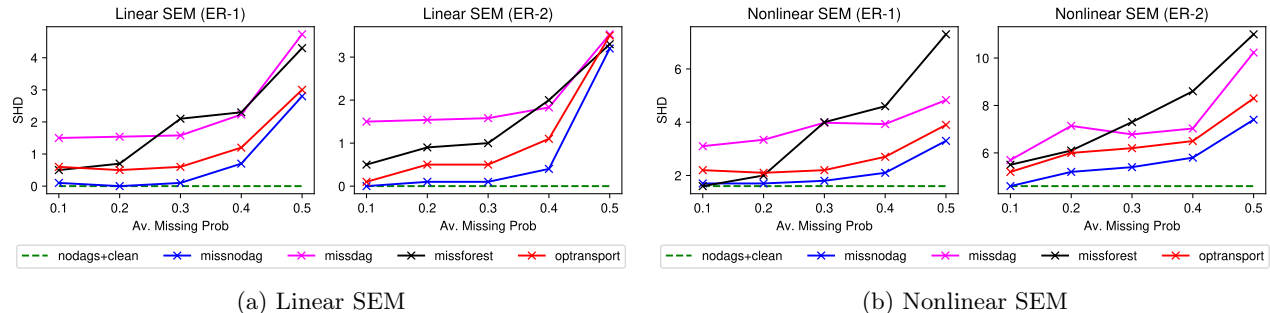 Linear SEM (ER-1)
Linear SEM (ER-2)
Nonlinear SEM (ER-1)
Nonlinear SEM (ER-2)
SHD
4
3
2
1
0
3
2
1
0
SHD
6
4
2
10
8
6
0.1 0.2 0.3 0.4 0.5
0.1 0.2 0.3 0.4 0.5
0.1 0.2 0.3 0.4 0.5
0.1 0.2 0.3 0.4 0.5
Av. Missing Prob
Av. Missing Prob
Av. Missing Prob
Av. Missing Prob
nodags+clean missnodag missdag missforest optransport
nodags+clean missnodag missdag missforest optransport
(a) Linear SEM
(b) Nonlinear SEM